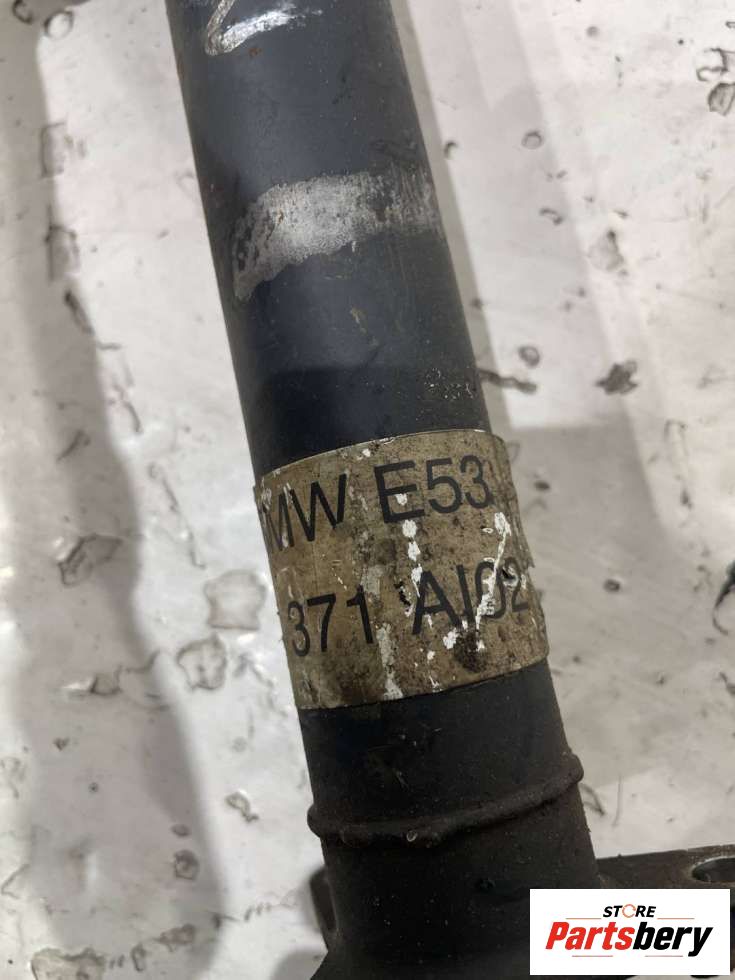 MW E53
371 AI02
STORE
Partsbery